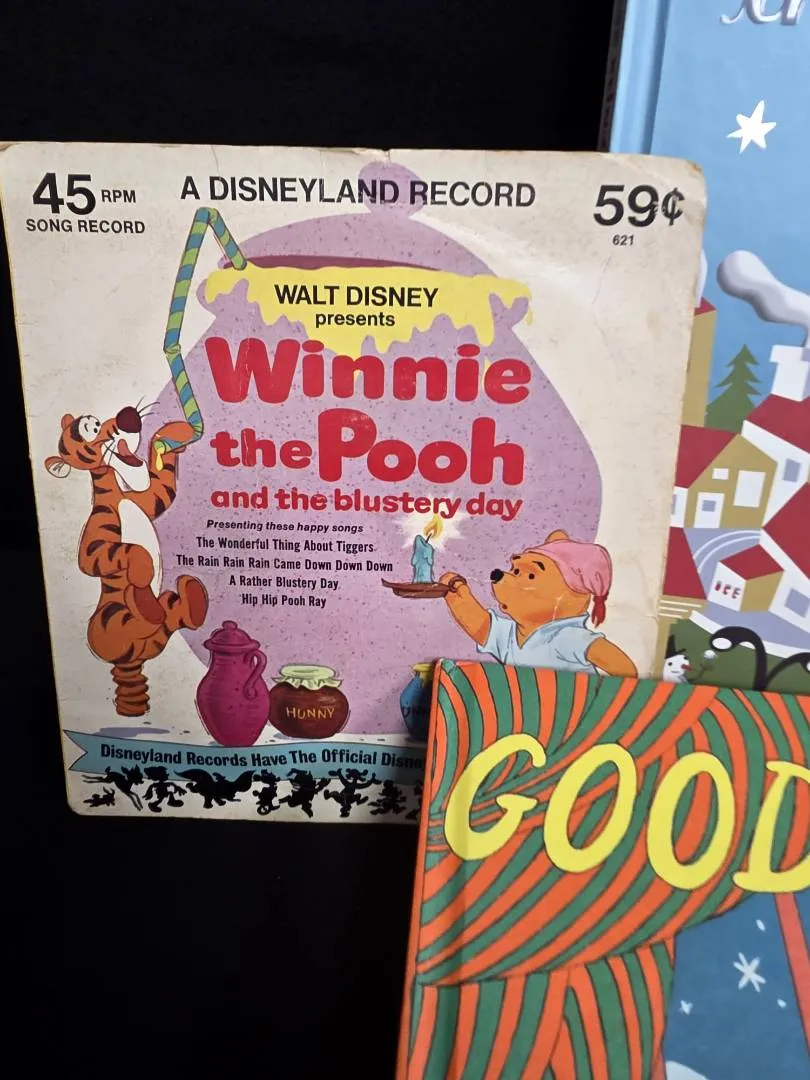 45 RPM
SONG RECORD
A DISNEYLAND RECORD
59¢
621
WALT DISNEY
presents
Winnie
the Pooh
and the blustery day
Presenting these happy songs
The Wonderful Thing About Tiggers
The Rain Rain Rain Came Down Down Down
A Rather Blustery Day
Hip Hip Pooh Ray
HUNNY
Disneyland Records Have The Official
ICE
GOOD